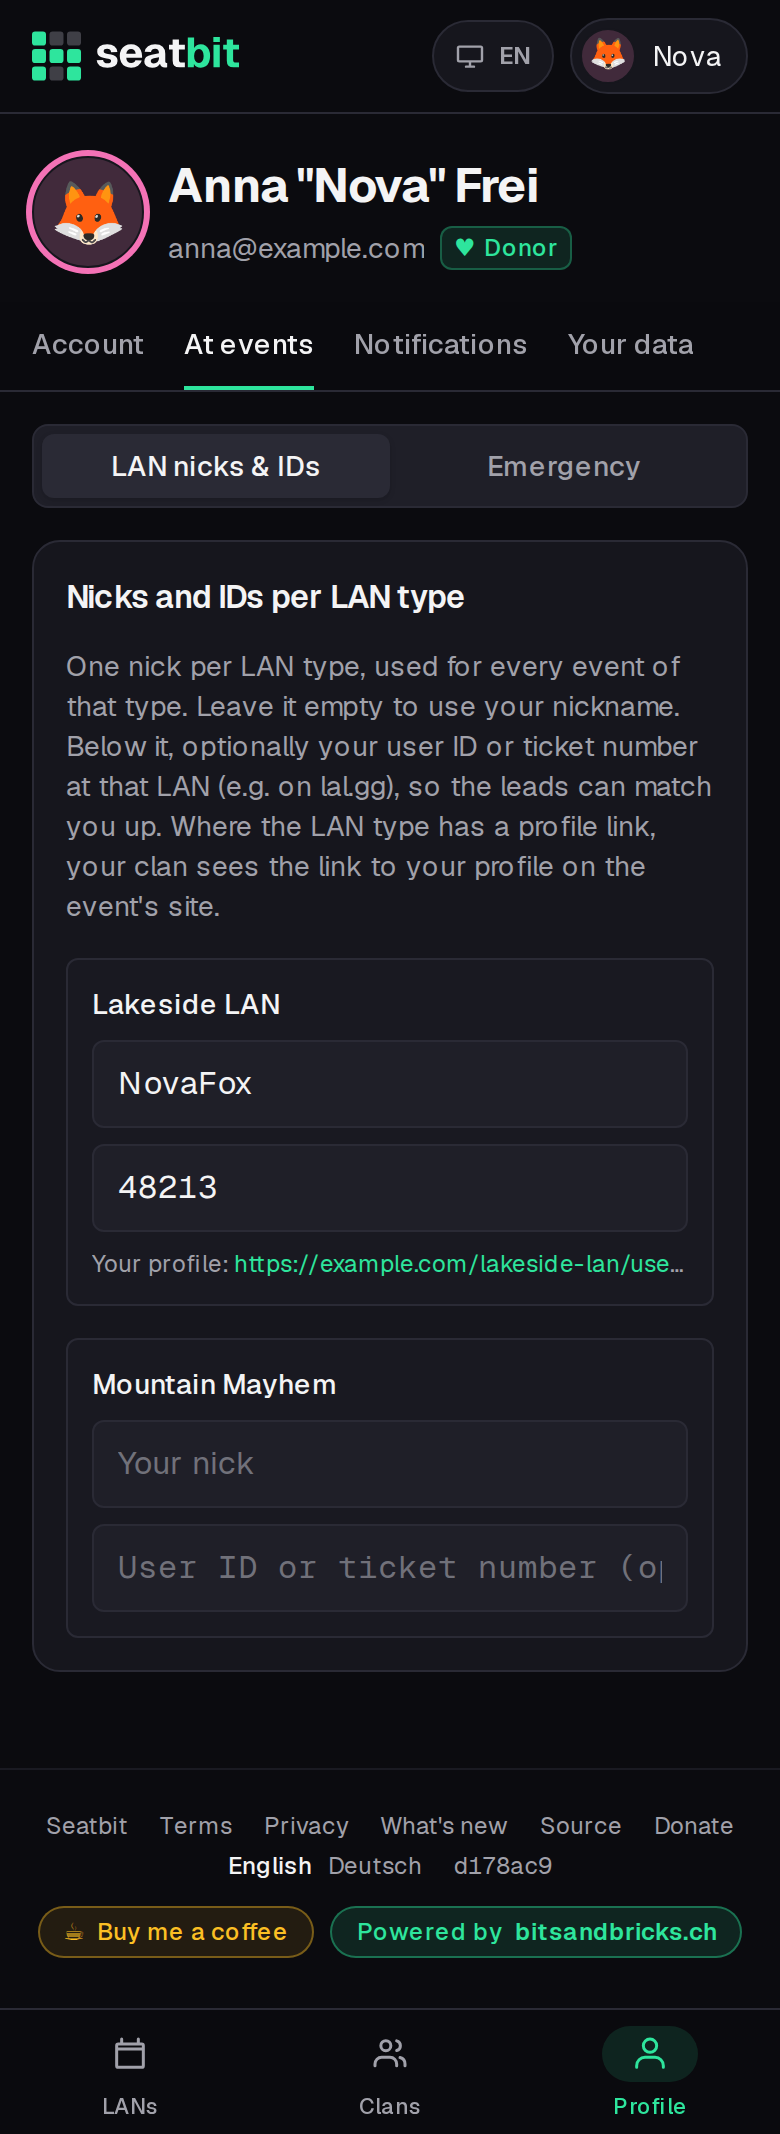 seatbit
EN
Nova
Anna "Nova" Frei
anna@example.com
♥ Donor
Account
At events
Notifications
Your data
LAN nicks & IDs
Emergency
Nicks and IDs per LAN type
One nick per LAN type, used for every event of
that type. Leave it empty to use your nickname.
Below it, optionally your user ID or ticket number
at that LAN (e.g. on lal.gg), so the leads can match
you up. Where the LAN type has a profile link,
your clan sees the link to your profile on the
event's site.
Lakeside LAN
NovaFox
48213
Your profile: https://example.com/lakeside-lan/use…
Mountain Mayhem
Your nick
User ID or ticket number (op
Seatbit Terms Privacy What's new Source Donate
English Deutsch d178ac9
☕ Buy me a coffee
Powered by bitsandbricks.ch
LANs
Clans
Profile